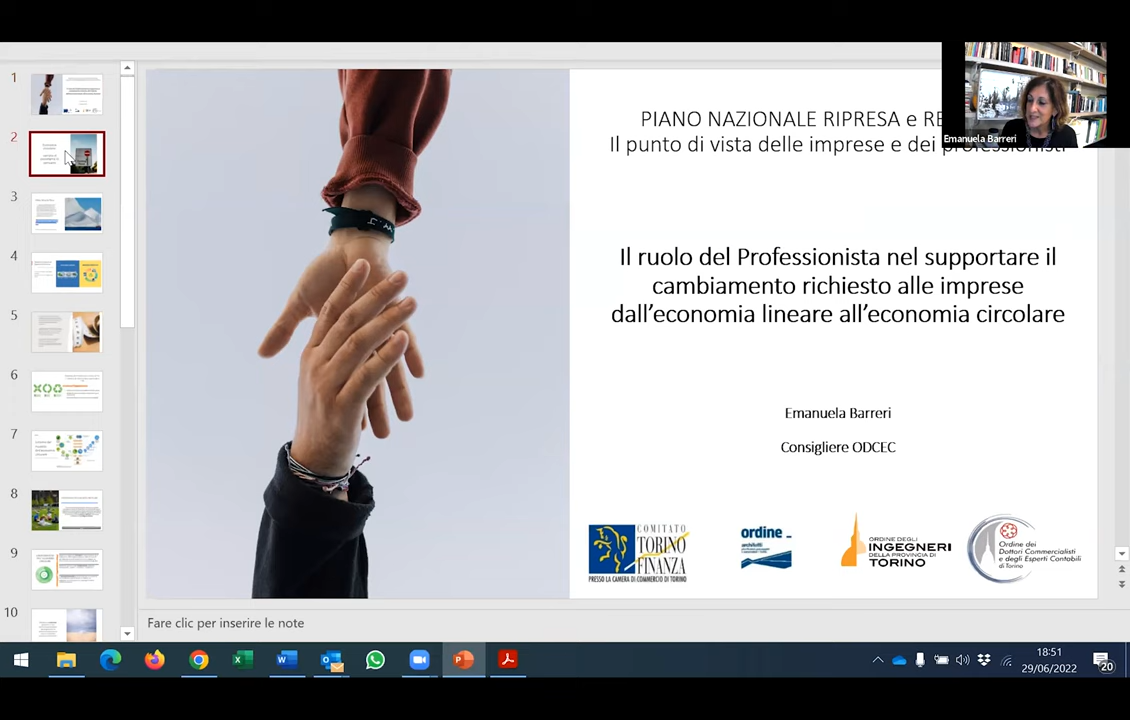 PIANO NAZIONALE RIPRESA e RE
Il punto di vista delle imprese e dei professionisti
Emanuela Barreri
Il ruolo del Professionista nel supportare il
cambiamento richiesto alle imprese
dall'economia lineare all'economia circolare
Emanuela Barreri
Consigliere ODCEC
COMITATO
TORINO
FINANZA
PRESSO LA CAMERA DI COMMERCIO DI TORINO
ordine
architetti
ORDINE DEGLI
INGEGNERI
DELLA PROVINCIA DI
TORINO
Ordine dei
Dottori Commercialisti
e degli Esperti Contabili
di Torino
1
2
3
4
5
6
7
8
9
10
Fare clic per inserire le note
18:51
29/06/2022
20